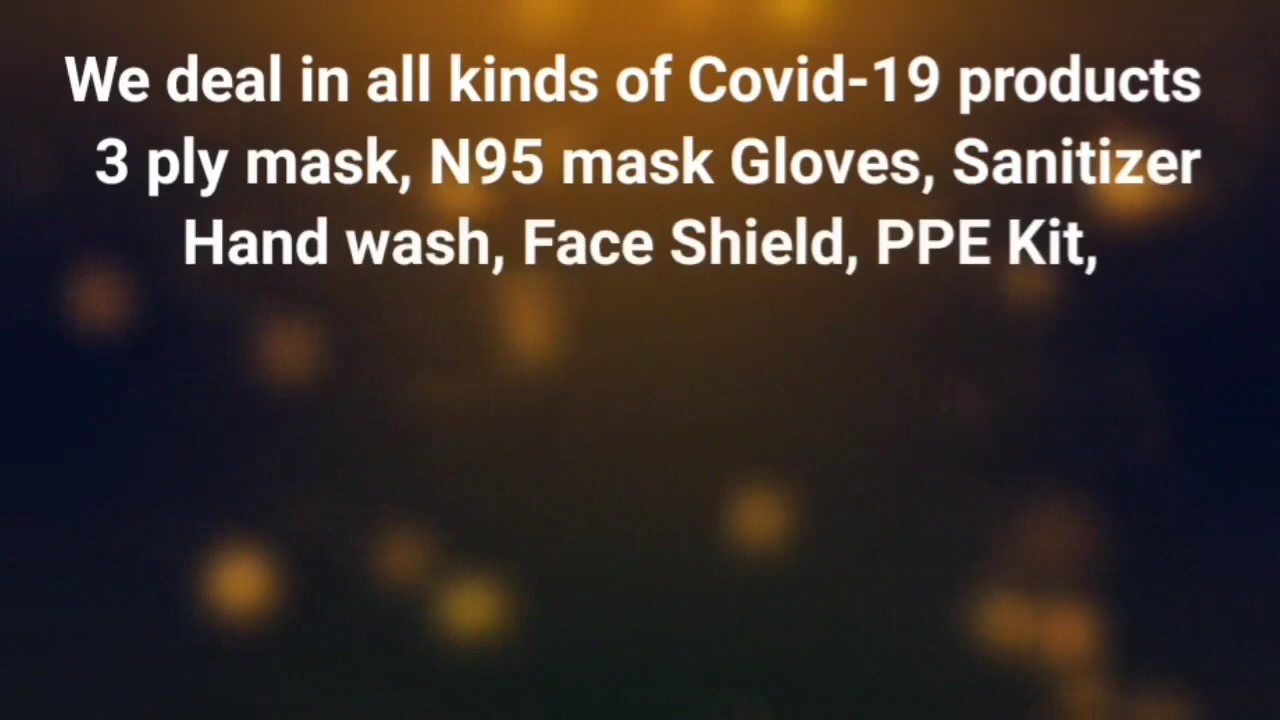 We deal in all kinds of Covid-19 products
3 ply mask, N95 mask Gloves, Sanitizer
Hand wash, Face Shield, PPE Kit,